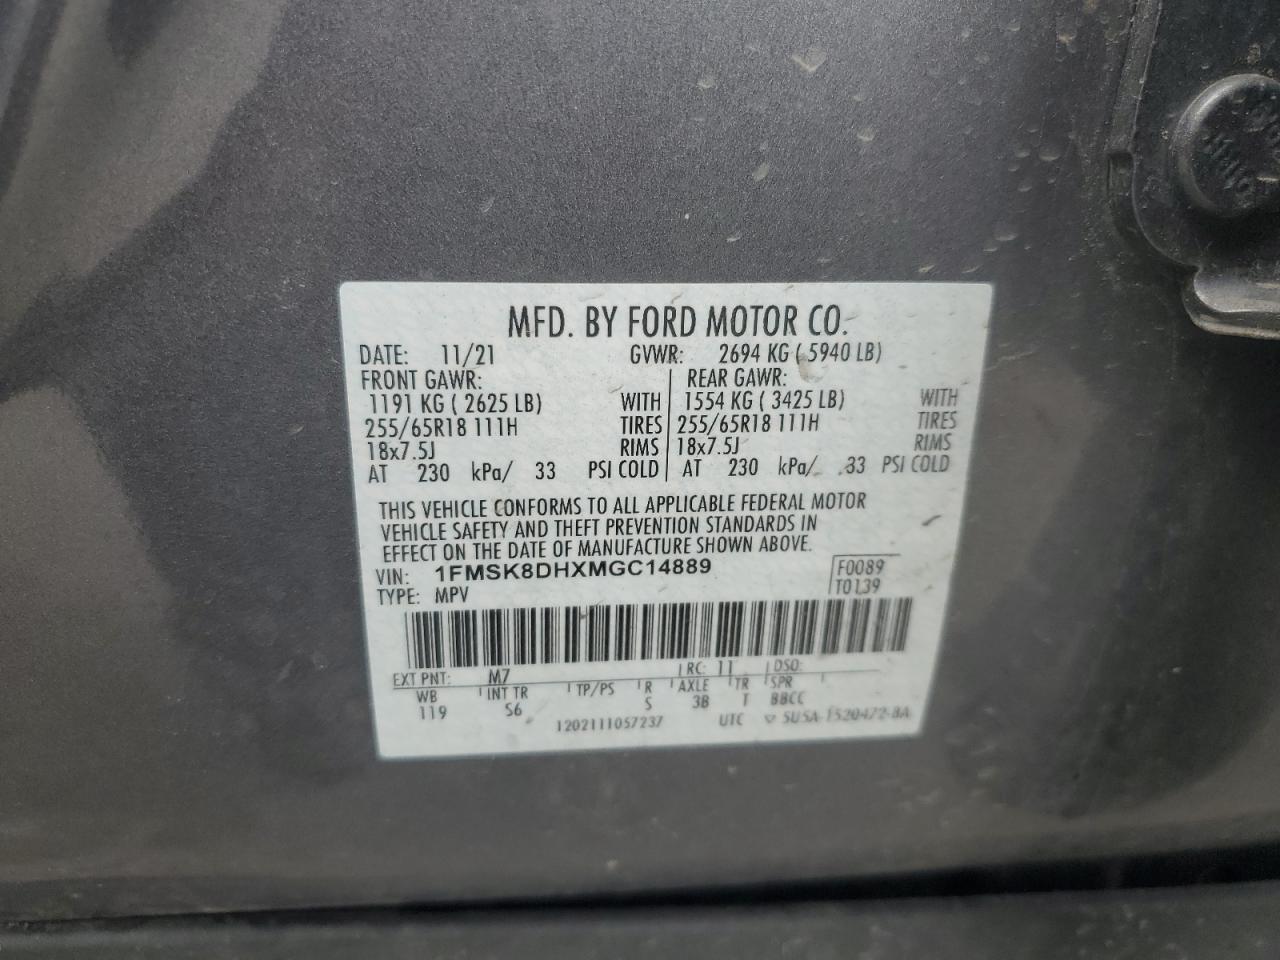 MFD. BY FORD MOTOR CO.
DATE: 11/21 GVWR: 2694 KG ( 5940 LB)
FRONT GAWR: REAR GAWR:
1191 KG ( 2625 LB) WITH 1554 KG ( 3425 LB) WITH
255/65R18 111H TIRES 255/65R18 111H TIRES
18x7.5J RIMS 18x7.5J RIMS
AT 230 kPa/ 33 PSI COLD AT 230 kPa/ 33 PSI COLD
THIS VEHICLE CONFORMS TO ALL APPLICABLE FEDERAL MOTOR
VEHICLE SAFETY AND THEFT PREVENTION STANDARDS IN
EFFECT ON THE DATE OF MANUFACTURE SHOWN ABOVE.
VIN: 1FMSK8DHXMGC14889 F0089
TYPE: MPV T0139
EXT PNT: M7 RC: 11 DSO:
WB INT TR TP/PS R AXLE TR SPR
119 S6 S 3B T BBCC
1202111057237 UTC ▽ 5U5A-1520472-BA